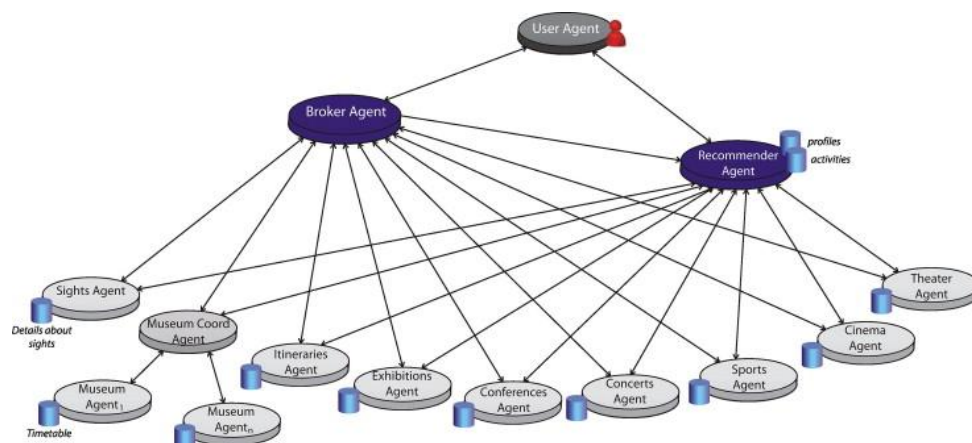 User Agent
Broker Agent
profiles
activities
Recommender
Agent
Sights Agent
Details about
sights
Museum Coord
Agent
Theater
Agent
Cinema
Agent
Itineraries
Agent
Exhibitions
Agent
Conferences
Agent
Concerts
Agent
Sports
Agent
Museum
Agent₁
Timetable
Museum
Agentₙ